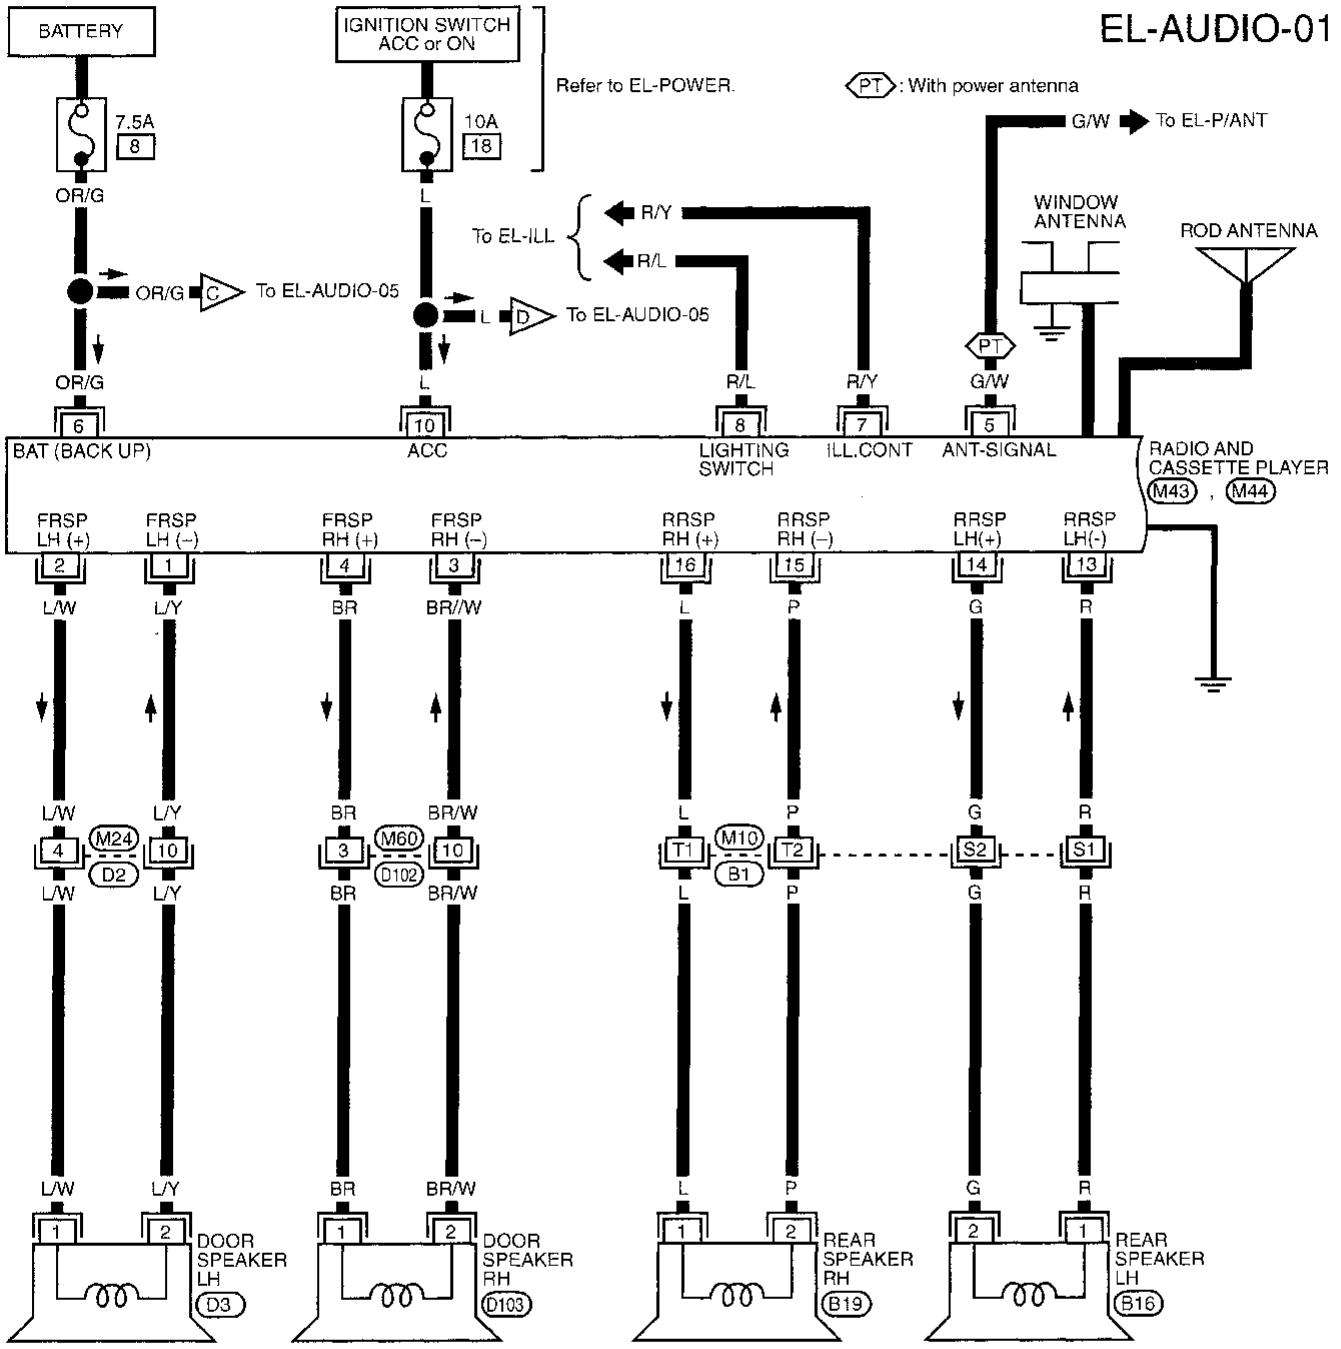 EL-AUDIO-01
BATTERY
IGNITION SWITCH
ACC or ON
Refer to EL-POWER.
PT : With power antenna
7.5A
8
10A
18
G/W
To EL-P/ANT
OR/G
L
To EL-ILL
R/Y
R/L
WINDOW
ANTENNA
ROD ANTENNA
OR/G
C
To EL-AUDIO-05
L
D
To EL-AUDIO-05
PT
OR/G
L
R/L
R/Y
G/W
6
10
8
7
5
BAT (BACK UP)
ACC
LIGHTING
SWITCH
ILL.CONT
ANT-SIGNAL
RADIO AND
CASSETTE PLAYER
M43 , M44
FRSP
LH (+)
FRSP
LH (–)
FRSP
RH (+)
FRSP
RH (–)
RRSP
RH (+)
RRSP
RH (–)
RRSP
LH(+)
RRSP
LH(-)
2
1
4
3
16
15
14
13
L/W
L/Y
BR
BR//W
L
P
G
R
L/W
L/Y
BR
BR/W
L
P
G
R
4
M24
D2
10
3
M60
D102
10
T1
M10
B1
T2
S2
S1
L/W
L/Y
BR
BR/W
L
P
G
R
L/W
L/Y
BR
BR/W
L
P
G
R
1
2
1
2
1
2
2
1
DOOR
SPEAKER
LH
D3
DOOR
SPEAKER
RH
D103
REAR
SPEAKER
RH
B19
REAR
SPEAKER
LH
B16